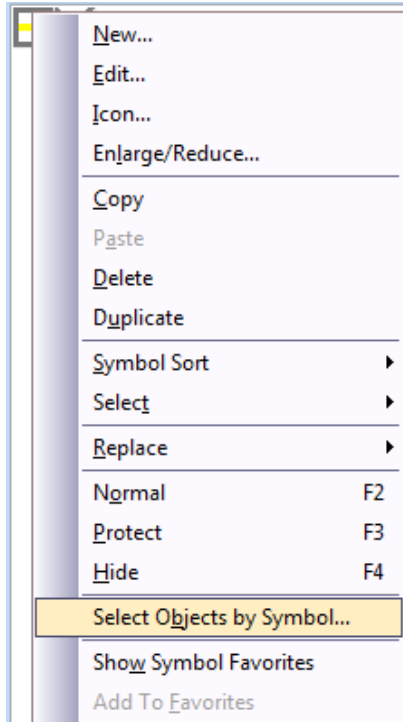 New...
Edit...
Icon...
Enlarge/Reduce...
Copy
Paste
Delete
Duplicate
Symbol Sort
Select
Replace
Normal F2
Protect F3
Hide F4
Select Objects by Symbol...
Show Symbol Favorites
Add To Favorites